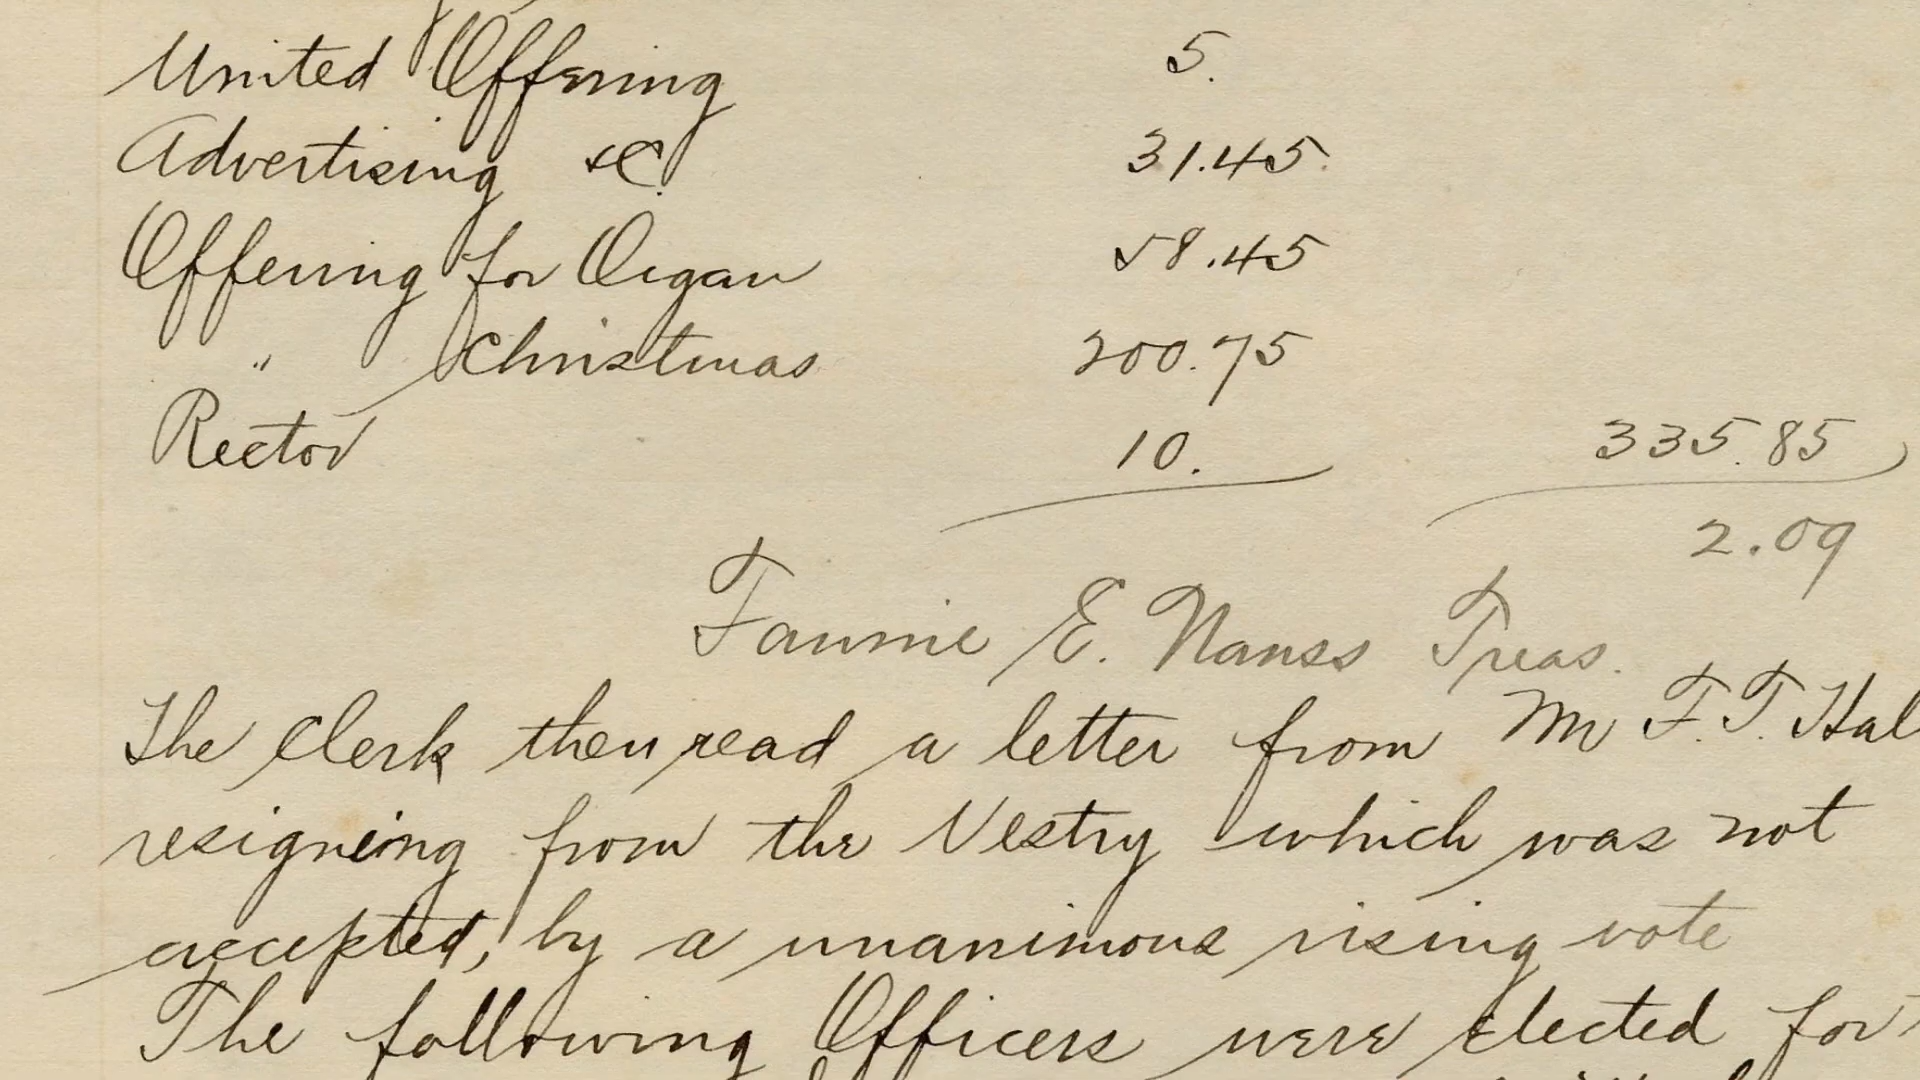 United Offering 5.
Advertising &C. 31.45
Offering for Organ 58.45
" Christmas 200.75
Rector 10. 335.85
2.09
Fannie E. Nanss Treas.
The Clerk then read a letter from Mr F. T. Hal
resigning from the Vestry which was not
accepted, by a unanimous rising vote
The following Officers were elected for